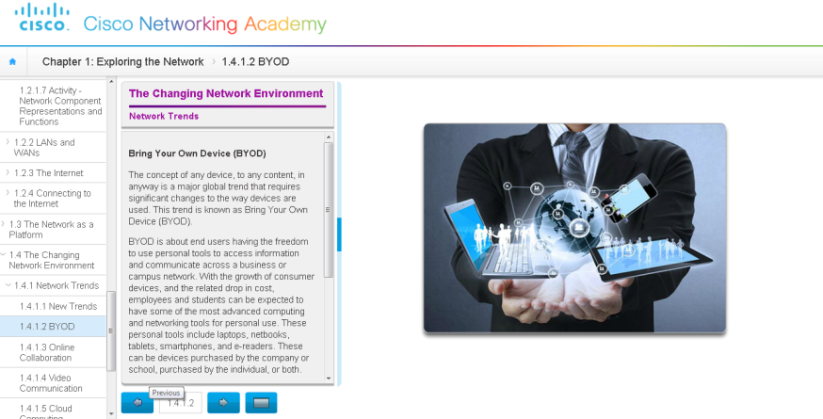 CISCO
Cisco Networking Academy
Chapter 1: Exploring the Network
1.4.1.2 BYOD
1.2.1.7 Activity -
Network Component
Representations and
Functions
1.2.2 LANs and
WANs
1.2.3 The Internet
1.2.4 Connecting to
the Internet
1.3 The Network as a
Platform
1.4 The Changing
Network Environment
1.4.1 Network Trends
1.4.1.1 New Trends
1.4.1.2 BYOD
1.4.1.3 Online
Collaboration
1.4.1.4 Video
Communication
1.4.1.5 Cloud
Computing
The Changing Network Environment
Network Trends
Bring Your Own Device (BYOD)
The concept of any device, to any content, in
anyway is a major global trend that requires
significant changes to the way devices are
used. This trend is known as Bring Your Own
Device (BYOD).
BYOD is about end users having the freedom
to use personal tools to access information
and communicate across a business or
campus network. With the growth of consumer
devices, and the related drop in cost,
employees and students can be expected to
have some of the most advanced computing
and networking tools for personal use. These
personal tools include laptops, netbooks,
tablets, smartphones, and e-readers. These
can be devices purchased by the company or
school, purchased by the individual, or both.
Previous
1.4.1.2